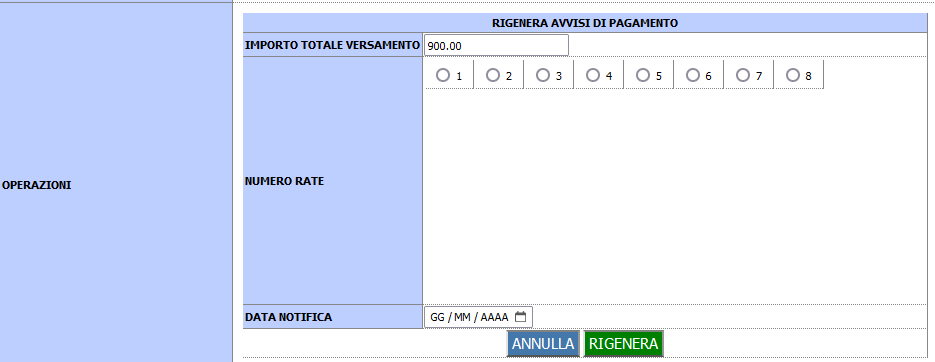 RIGENERA AVVISI DI PAGAMENTO
IMPORTO TOTALE VERSAMENTO 900.00
1 2 3 4 5 6 7 8
NUMERO RATE
OPERAZIONI
DATA NOTIFICA GG / MM / AAAA
ANNULLA RIGENERA